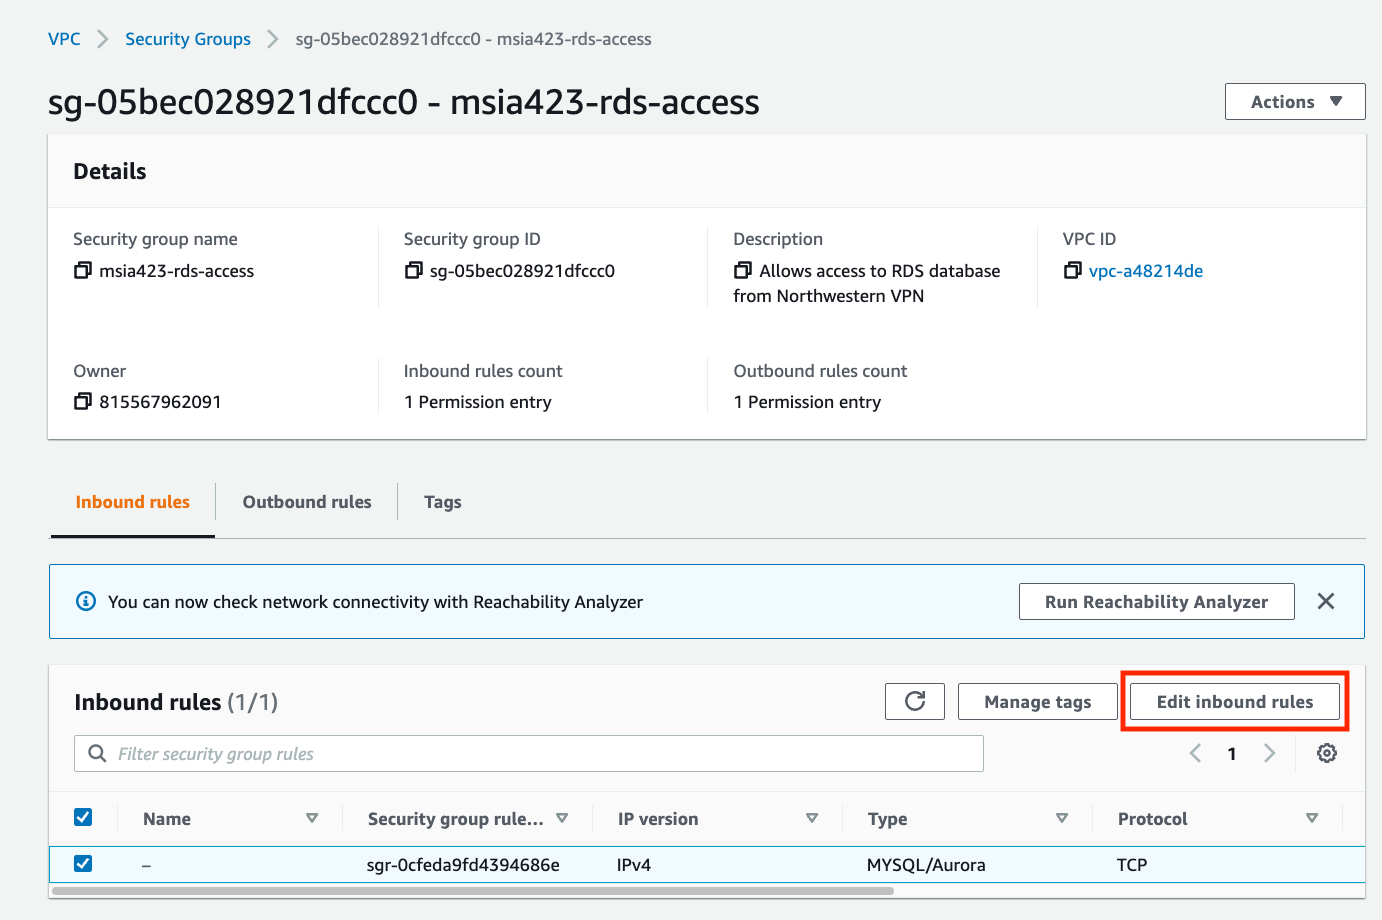 VPC > Security Groups > sg-05bec028921dfccc0 - msia423-rds-access
sg-05bec028921dfccc0 - msia423-rds-access
Actions
Details
Security group name
msia423-rds-access
Security group ID
sg-05bec028921dfccc0
Description
Allows access to RDS database
from Northwestern VPN
VPC ID
vpc-a48214de
Owner
815567962091
Inbound rules count
1 Permission entry
Outbound rules count
1 Permission entry
Inbound rules
Outbound rules
Tags
You can now check network connectivity with Reachability Analyzer
Run Reachability Analyzer
Inbound rules (1/1)
Manage tags
Edit inbound rules
Filter security group rules
1
Name
Security group rule...
IP version
Type
Protocol
–
sgr-0cfeda9fd4394686e
IPv4
MYSQL/Aurora
TCP